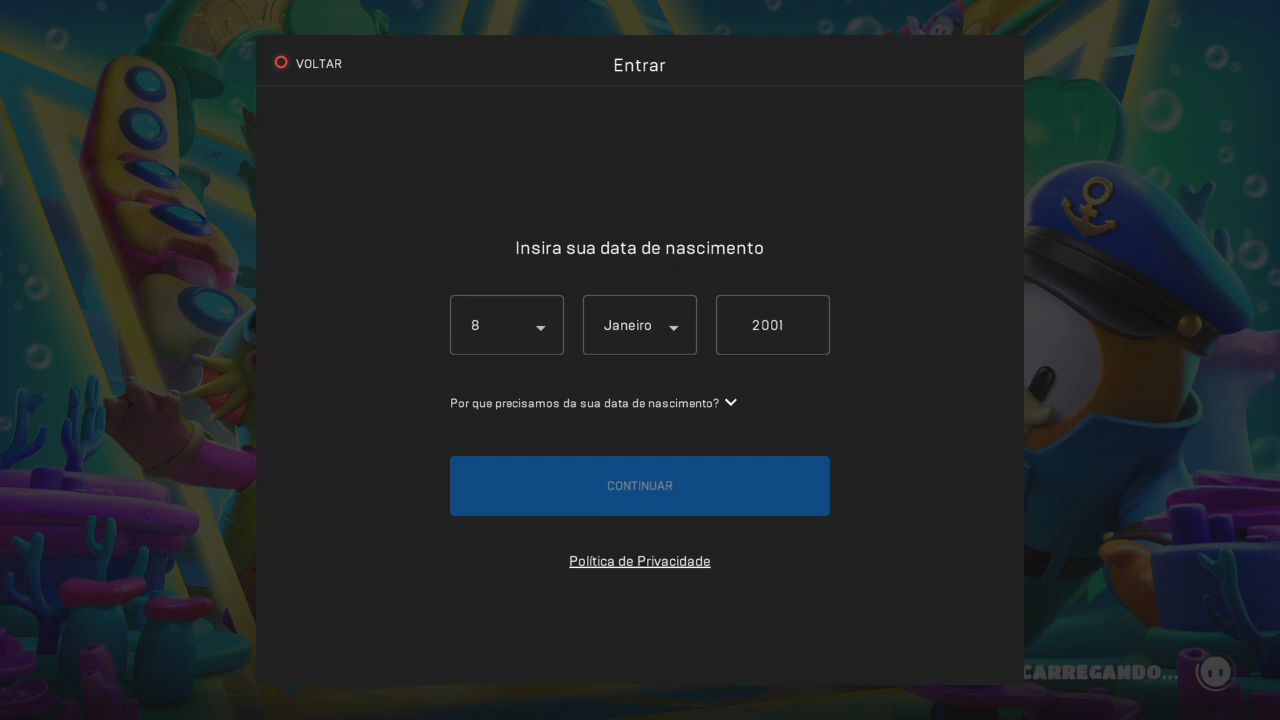 VOLTAR
Entrar
Insira sua data de nascimento
8
Janeiro
2001
Por que precisamos da sua data de nascimento?
CONTINUAR
Política de Privacidade
CARREGANDO...